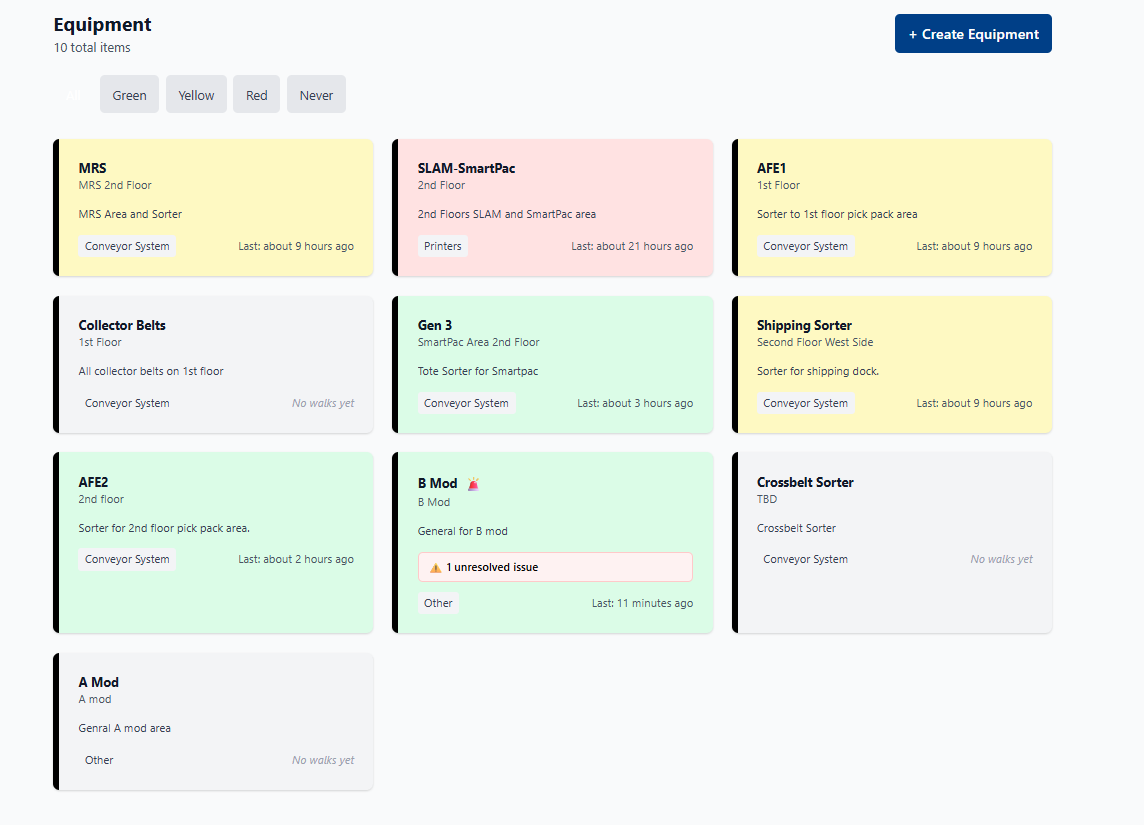 Equipment
10 total items
+ Create Equipment
All
Green
Yellow
Red
Never
MRS
MRS 2nd Floor
MRS Area and Sorter
Conveyor System
Last: about 9 hours ago
SLAM-SmartPac
2nd Floor
2nd Floors SLAM and SmartPac area
Printers
Last: about 21 hours ago
AFE1
1st Floor
Sorter to 1st floor pick pack area
Conveyor System
Last: about 9 hours ago
Collector Belts
1st Floor
All collector belts on 1st floor
Conveyor System
No walks yet
Gen 3
SmartPac Area 2nd Floor
Tote Sorter for Smartpac
Conveyor System
Last: about 3 hours ago
Shipping Sorter
Second Floor West Side
Sorter for shipping dock.
Conveyor System
Last: about 9 hours ago
AFE2
2nd floor
Sorter for 2nd floor pick pack area.
Conveyor System
Last: about 2 hours ago
B Mod
B Mod
General for B mod
1 unresolved issue
Other
Last: 11 minutes ago
Crossbelt Sorter
TBD
Crossbelt Sorter
Conveyor System
No walks yet
A Mod
A mod
Genral A mod area
Other
No walks yet